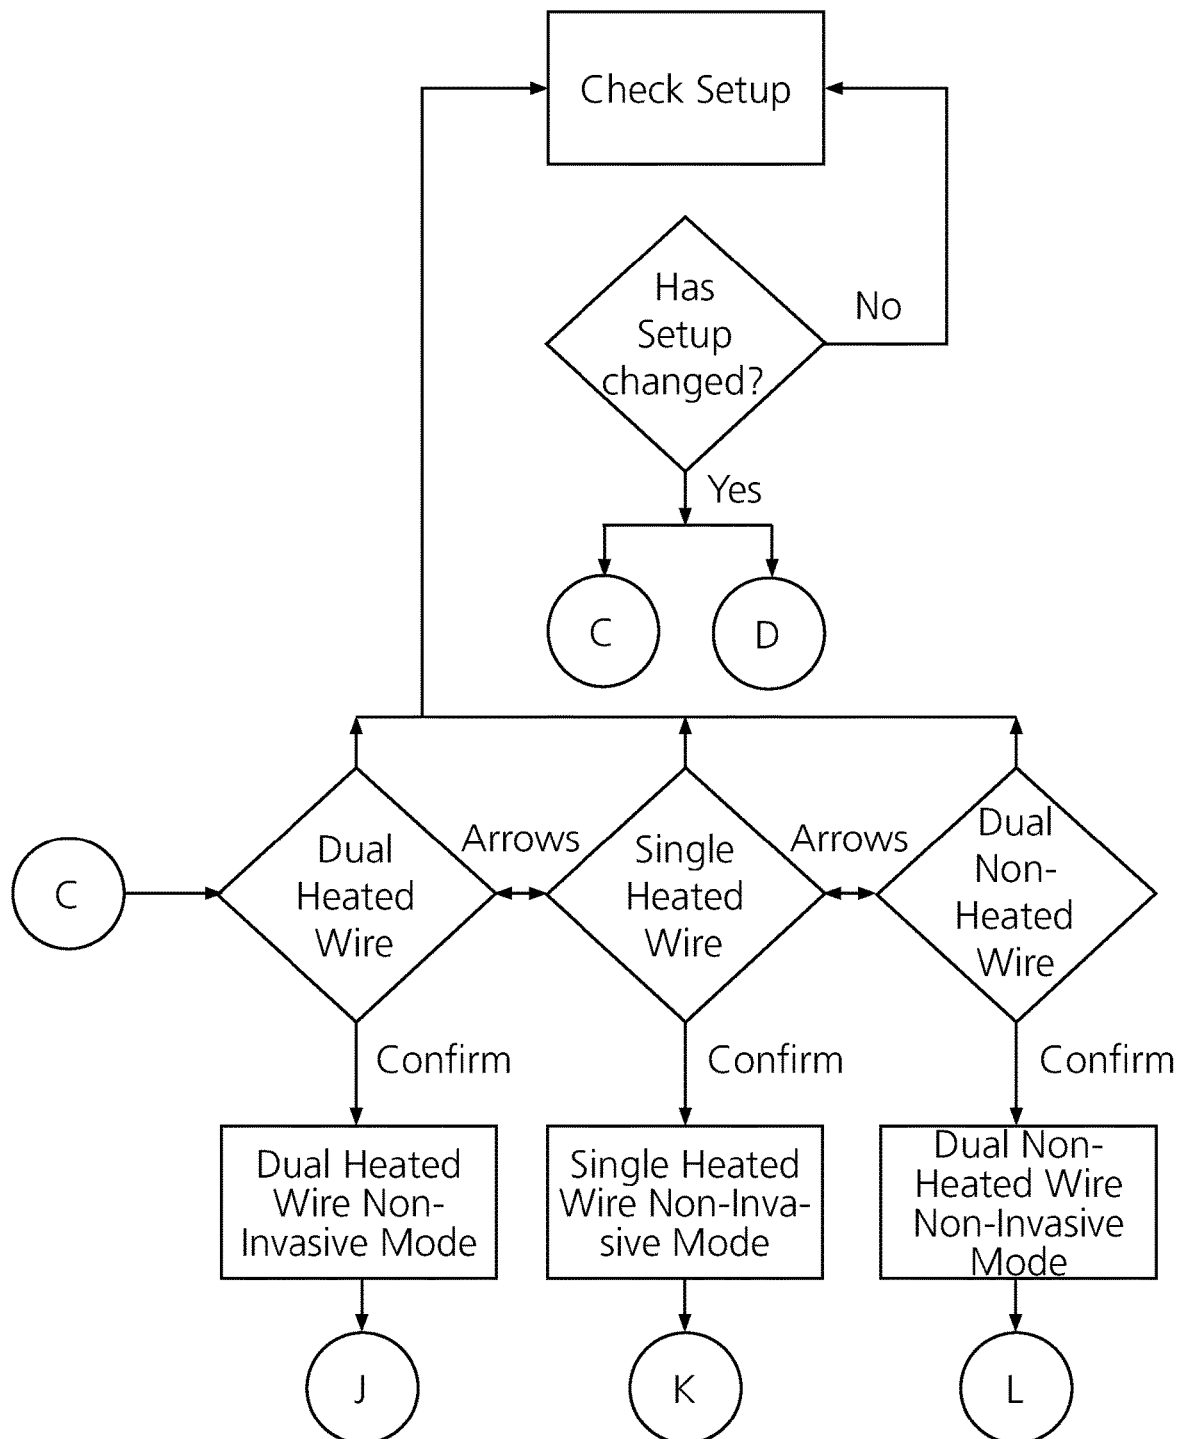 Check Setup
Has
Setup
changed?
No
Yes
C
D
C
Dual
Heated
Wire
Arrows
Single
Heated
Wire
Arrows
Dual
Non-
Heated
Wire
Confirm
Confirm
Confirm
Dual Heated
Wire Non-
Invasive Mode
Single Heated
Wire Non-Inva-
sive Mode
Dual Non-
Heated Wire
Non-Invasive
Mode
J
K
L